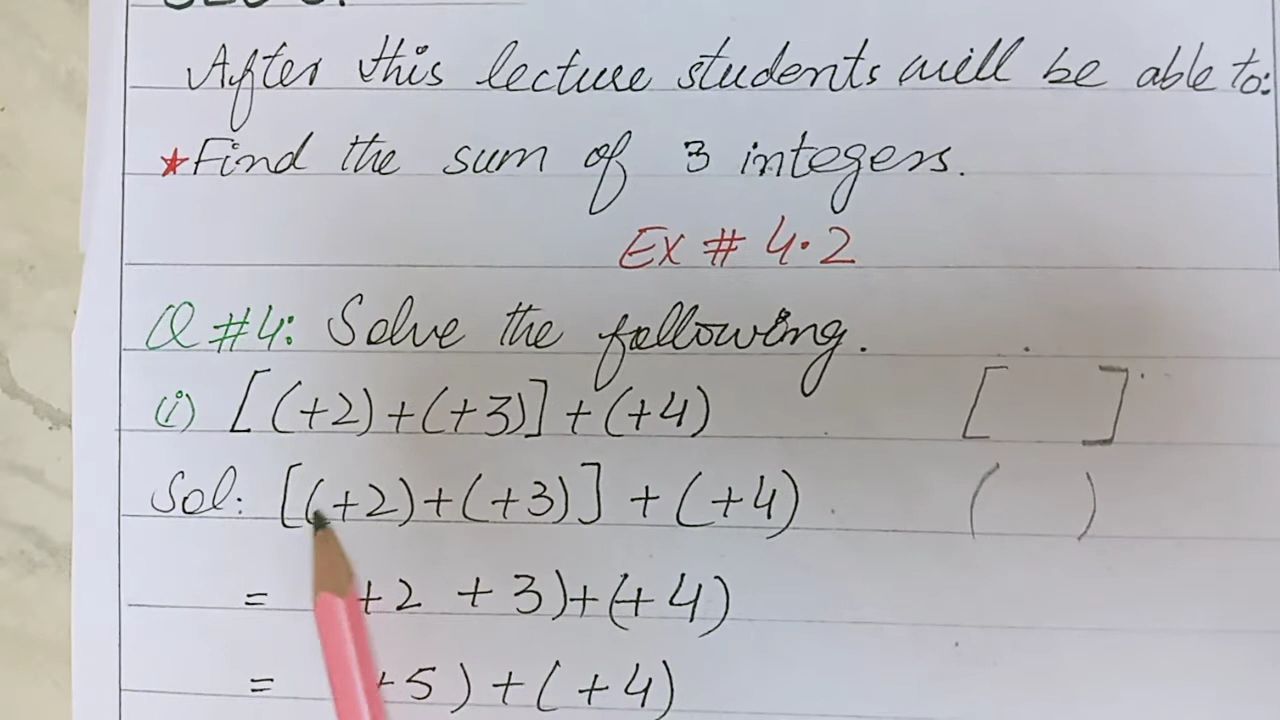 After this lecture students will be able to:
★Find the sum of 3 integers.
Ex # 4.2
Q #4: Solve the following.
(i) [(+2)+(+3)]+(+4) [ ]
Sol: [(+2)+(+3)] + (+4) ( )
= +2 +3)+(+4)
= +5)+(+4)